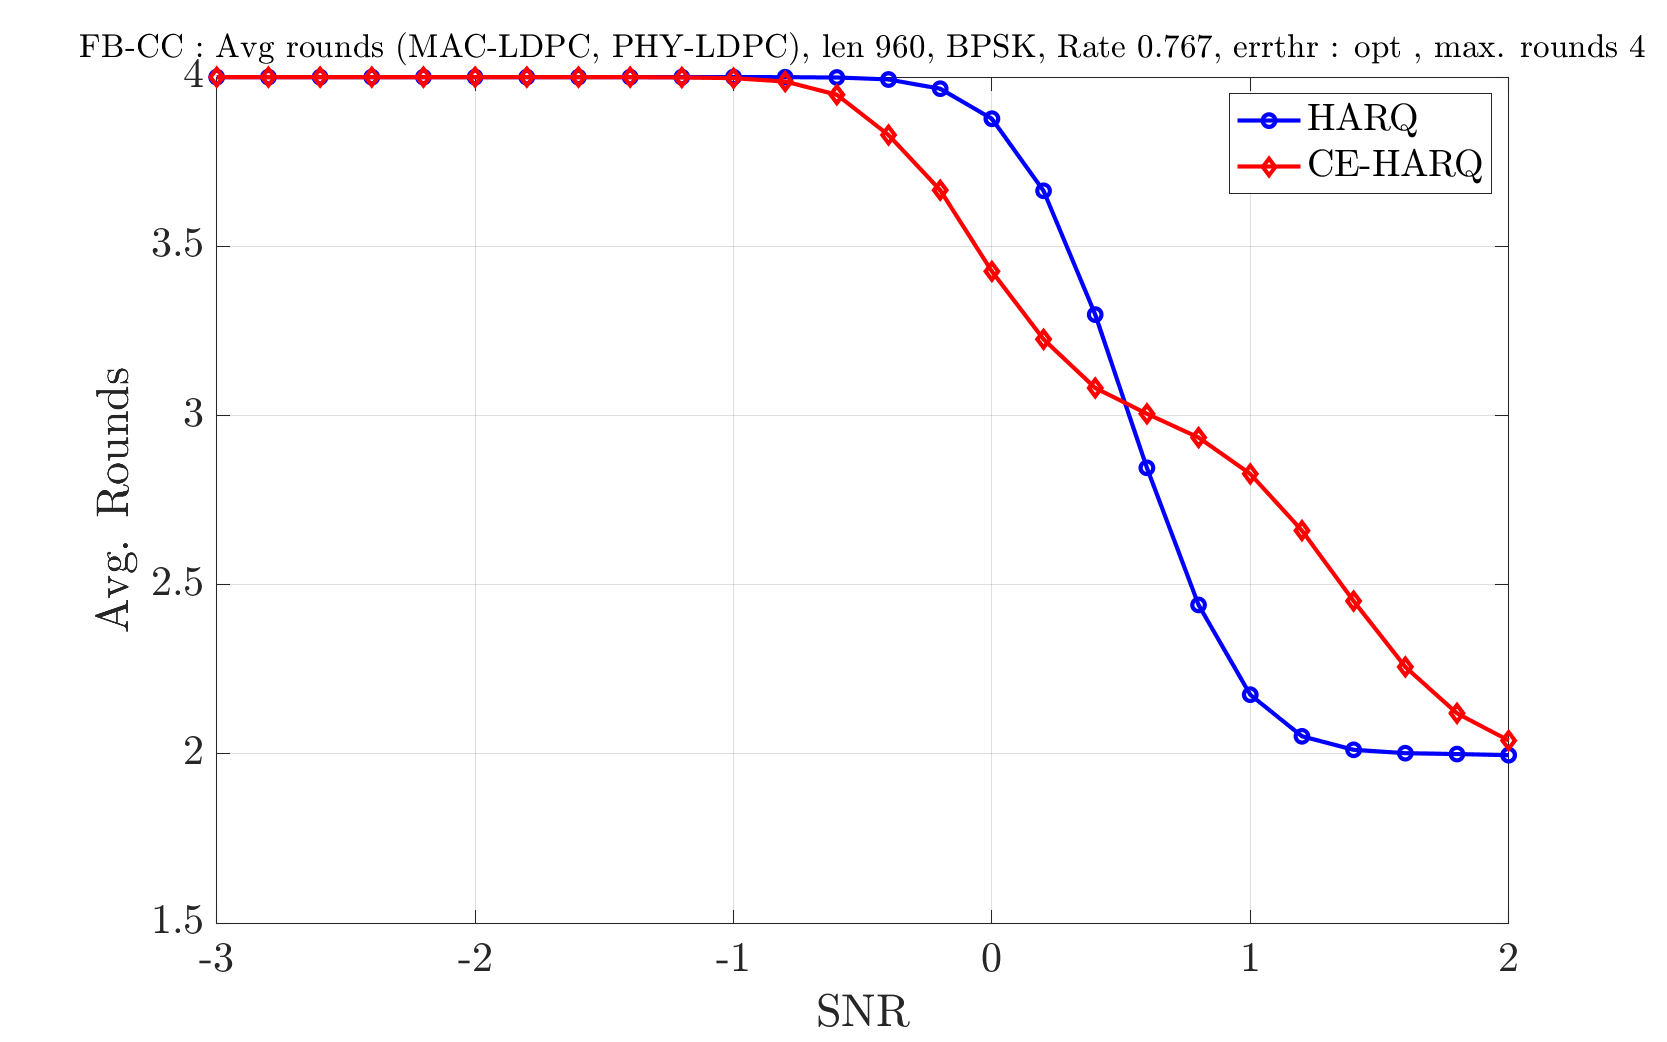 FB-CC : Avg rounds (MAC-LDPC, PHY-LDPC), len 960, BPSK, Rate 0.767, errthr : opt , max. rounds 4
HARQ
CE-HARQ
Avg. Rounds
4
3.5
3
2.5
2
1.5
-3 -2 -1 0 1 2
SNR